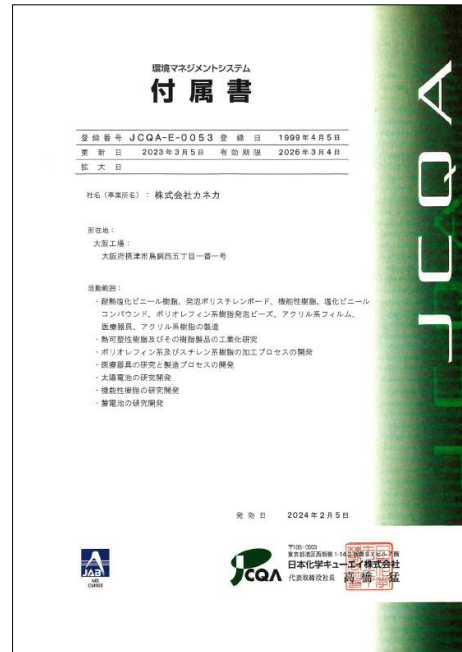 環境マネジメントシステム
付属書
登録番号 JCQA-E-0053 登録日 1999年4月5日
更新日 2023年3月5日 有効期限 2026年3月4日
拡大日
社名（事業所名）： 株式会社カネカ
所在地：
大阪工場：
大阪府摂津市鳥飼西五丁目一番一号
活動範囲：
・耐熱塩化ビニール樹脂、発泡ポリスチレンボード、機能性樹脂、塩化ビニール
コンパウンド、ポリオレフィン系樹脂発泡ビーズ、アクリル系フィルム、
医療器具、アクリル系樹脂の製造
・熱可塑性樹脂及びその樹脂製品の工業化研究
・ポリオレフィン系及びスチレン系樹脂の加工プロセスの開発
・医療器具の研究と製造プロセスの開発
・太陽電池の研究開発
・機能性樹脂の研究開発
・蓄電池の研究開発
発効日 2024年2月5日
〒105-0003
東京都港区西新橋
日本化学キューエイ株式会社
代表取締役社長 高橋 猛
JAB
MS
CM003
JCQA
JCQA